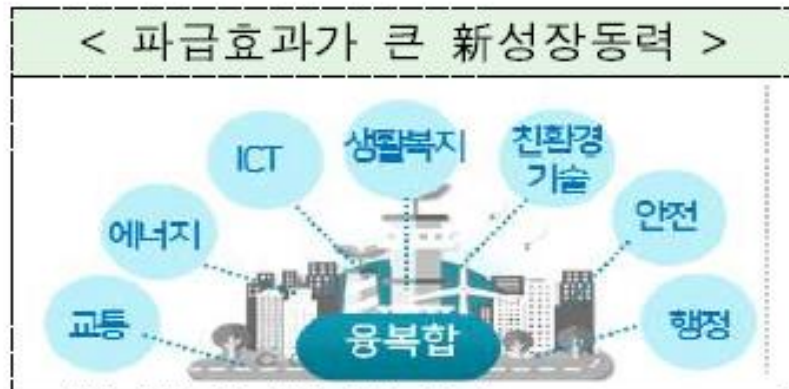 < 파급효과가 큰 新성장동력 >
생활복지
ICT
친환경
기술
에너지
안전
교통
행정
융복합